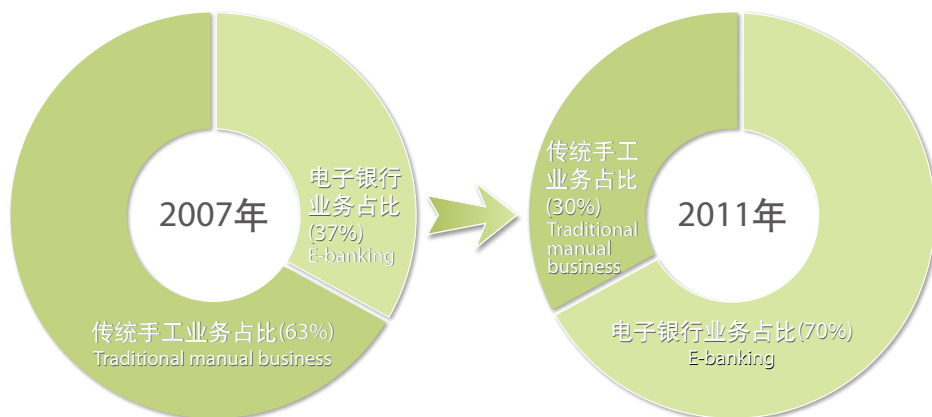 2007年
电子银行
业务占比
(37%)
E-banking
传统手工业务占比(63%)
Traditional manual business
2011年
传统手工
业务占比
(30%)
Traditional
manual
business
电子银行业务占比(70%)
E-banking